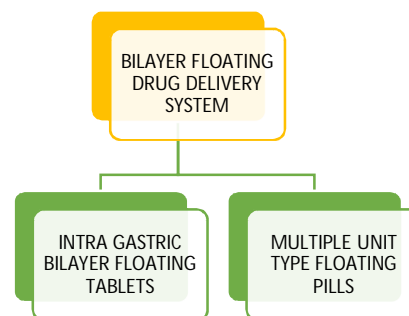 BILAYER FLOATING
DRUG DELIVERY
SYSTEM
INTRA GASTRIC
BILAYER FLOATING
TABLETS
MULTIPLE UNIT
TYPE FLOATING
PILLS